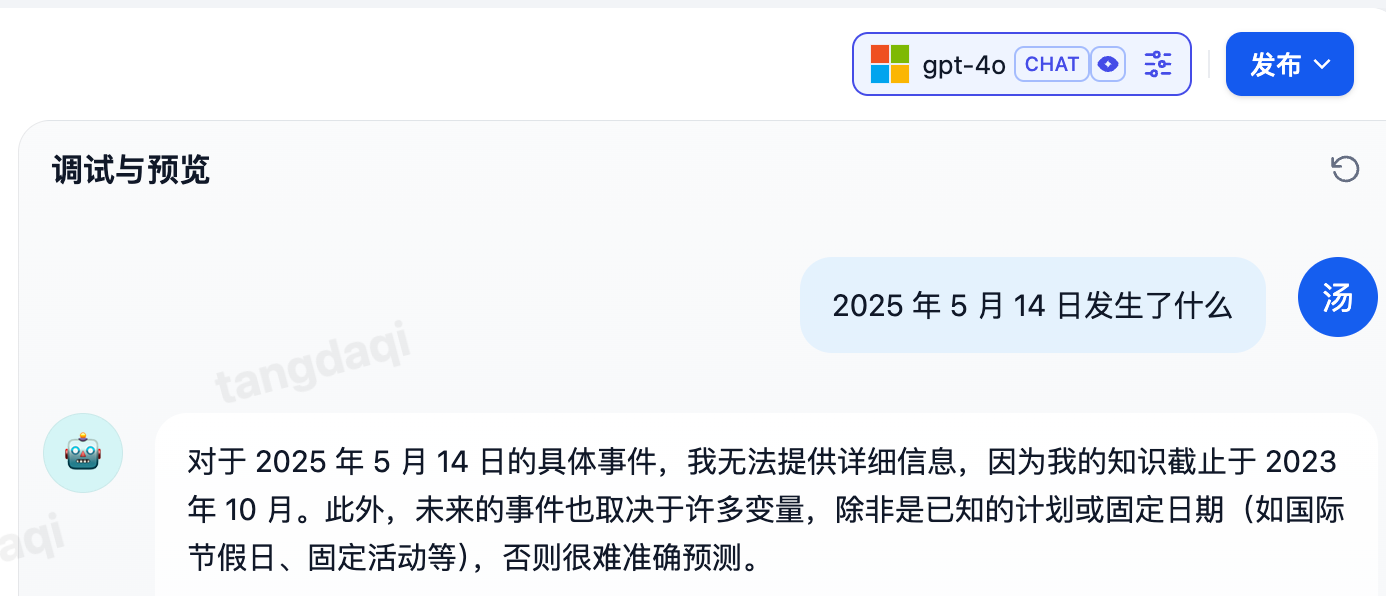 gpt-4o CHAT
发布
调试与预览
2025 年 5 月 14 日发生了什么
汤
tangdaqi
对于 2025 年 5 月 14 日的具体事件，我无法提供详细信息，因为我的知识截止于 2023
年 10 月。此外，未来的事件也取决于许多变量，除非是已知的计划或固定日期（如国际
节假日、固定活动等），否则很难准确预测。
aqi